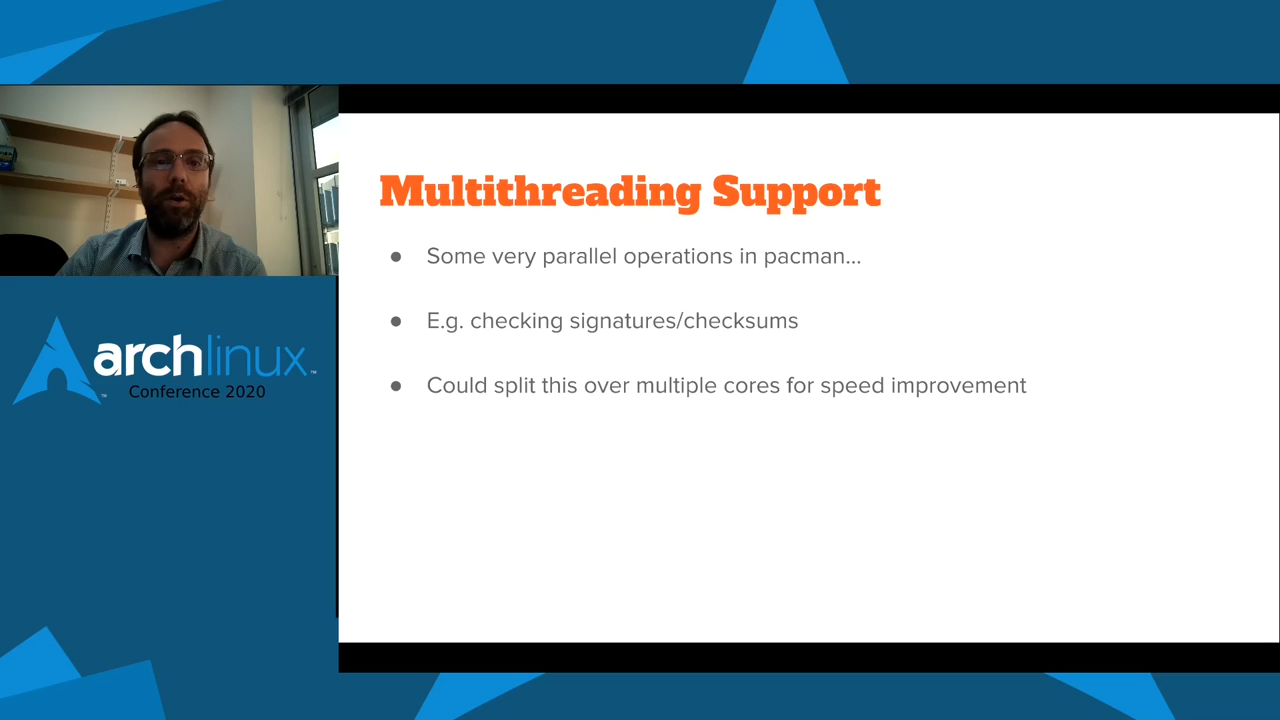 Multithreading Support
● Some very parallel operations in pacman...
● E.g. checking signatures/checksums
● Could split this over multiple cores for speed improvement
archlinux™
Conference 2020